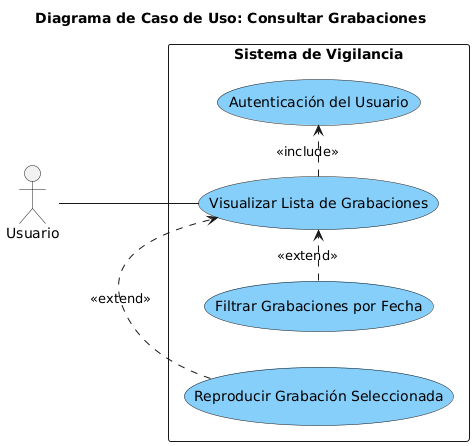 Diagrama de Caso de Uso: Consultar Grabaciones
Sistema de Vigilancia
Autenticación del Usuario
«include»
Visualizar Lista de Grabaciones
Usuario
«extend»
«extend»
Filtrar Grabaciones por Fecha
Reproducir Grabación Seleccionada